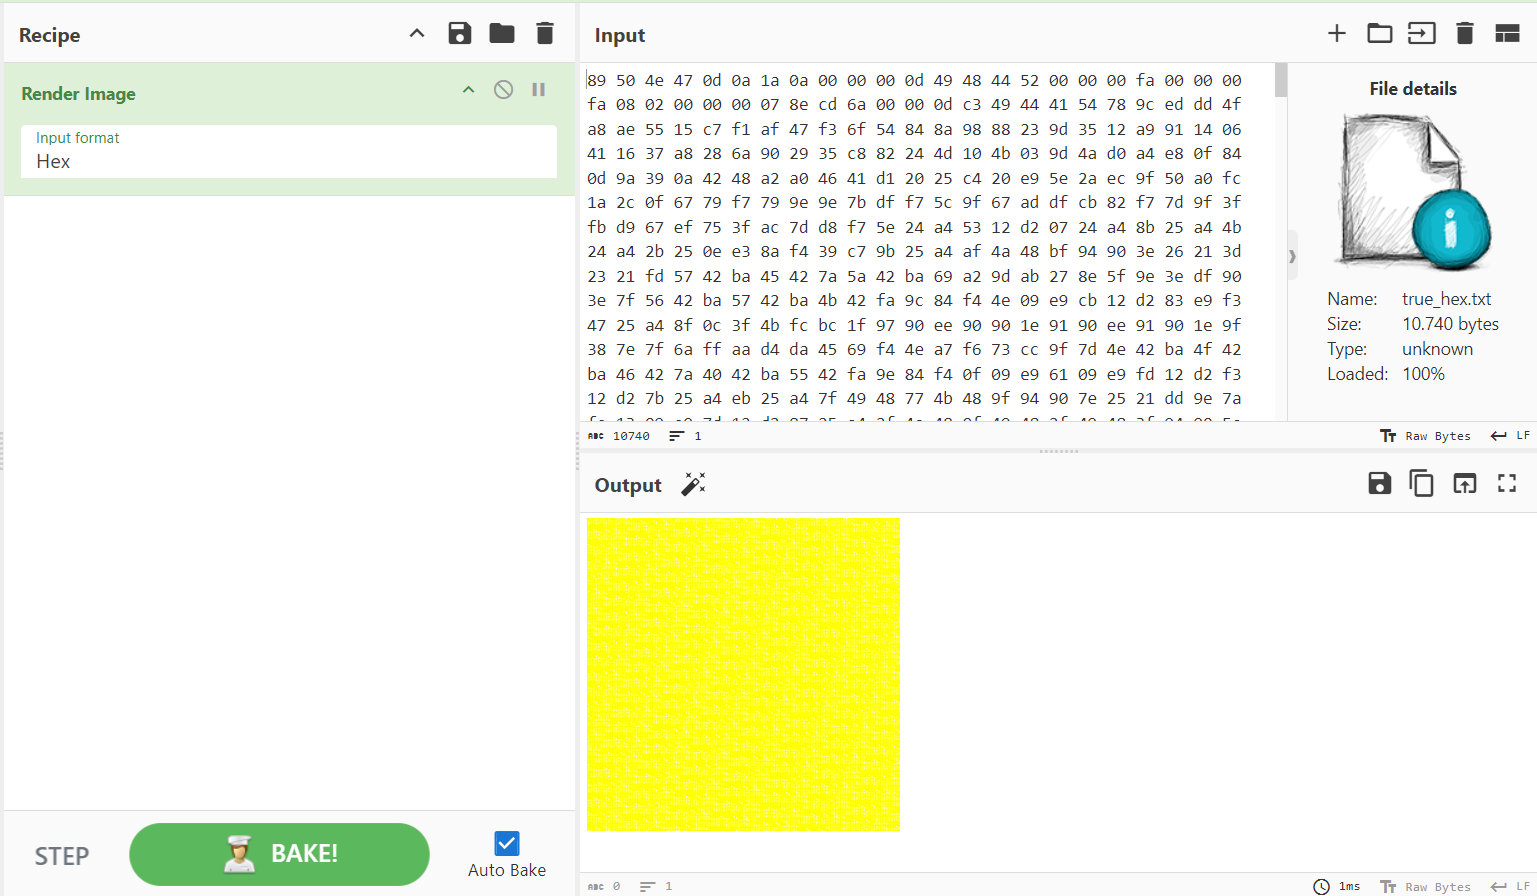 Recipe
Render Image
Input format
Hex
STEP
BAKE!
Auto Bake
Input
89 50 4e 47 0d 0a 1a 0a 00 00 00 0d 49 48 44 52 00 00 00 fa 00 00 00
fa 08 02 00 00 00 07 8e cd 6a 00 00 0d c3 49 44 41 54 78 9c ed dd 4f
a8 ae 55 15 c7 f1 af 47 f3 6f 54 84 8a 98 88 23 9d 35 12 a9 91 14 06
41 16 37 a8 28 6a 90 29 35 c8 82 24 4d 10 4b 03 9d 4a d0 a4 e8 0f 84
0d 9a 39 0a 42 48 a2 a0 46 41 d1 20 25 c4 20 e9 5e 2a ec 9f 50 a0 fc
1a 2c 0f 67 79 f7 79 9e 9e 7b df f7 5c 9f 67 ad df cb 82 f7 7d 9f 3f
fb d9 67 ef 75 3f ac 7d d8 f7 5e 24 a4 53 12 d2 07 24 a4 8b 25 a4 4b
24 a4 2b 25 0e e3 8a f4 39 c7 9b 25 a4 af 4a 48 bf 94 90 3e 26 21 3d
23 21 fd 57 42 ba 45 42 7a 5a 42 ba 69 a2 9d ab 27 8e 5f 9e 3e df 90
3e 7f 56 42 ba 57 42 ba 4b 42 fa 9c 84 f4 4e 09 e9 cb 12 d2 83 e9 f3
47 25 a4 8f 0c 3f 4b fc bc 1f 97 90 ee 90 90 1e 91 90 ee 91 90 1e 9f
38 7e 7f 6a ff aa d4 da 45 69 f4 4e a7 f6 73 cc 9f 7d 4e 42 ba 4f 42
ba 46 42 7a 40 42 ba 55 42 fa 9e 84 f4 0f 09 e9 61 09 e9 fd 12 d2 f3
12 d2 7b 25 a4 eb 25 a4 7f 49 48 77 4b 48 9f 94 90 7e 25 21 dd 9e 7a
10740
1
Raw Bytes
LF
File details
Name: true_hex.txt
Size: 10.740 bytes
Type: unknown
Loaded: 100%
Output
0
1
1ms
Raw Bytes
LF